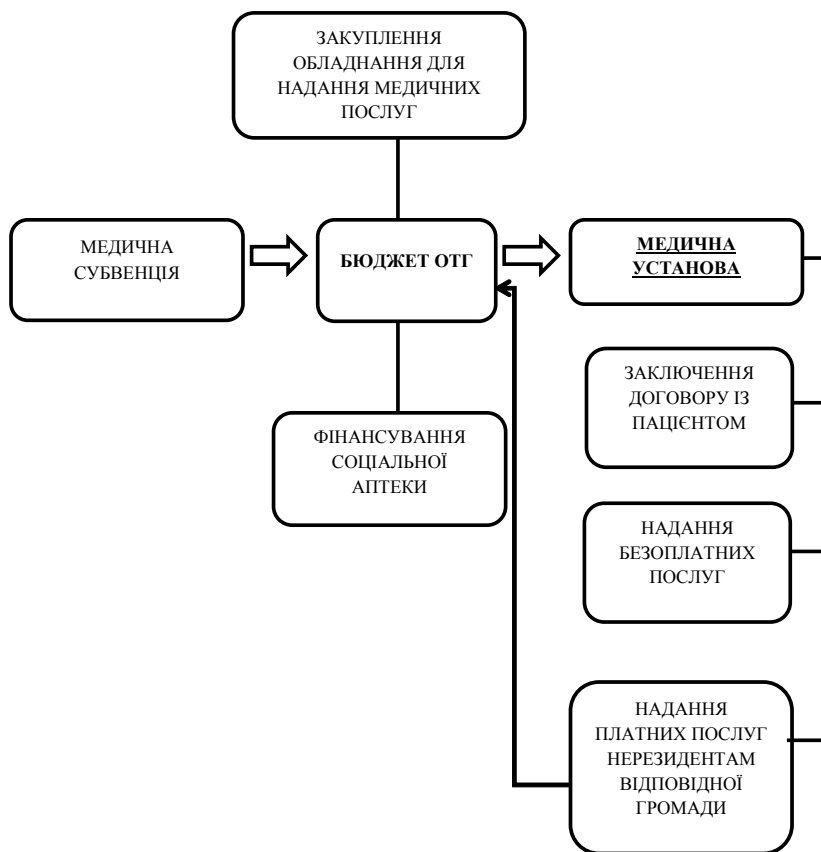 ЗАКУПЛЕННЯ
ОБЛАДНАННЯ ДЛЯ
НАДАННЯ МЕДИЧНИХ
ПОСЛУГ
МЕДИЧНА
СУБВЕНЦІЯ
БЮДЖЕТ ОТГ
МЕДИЧНА
УСТАНОВА
ЗАКЛЮЧЕННЯ
ДОГОВОРУ ІЗ
ПАЦІЄНТОМ
ФІНАНСУВАННЯ
СОЦІАЛЬНОЇ
АПТЕКИ
НАДАННЯ
БЕЗОПЛАТНИХ
ПОСЛУГ
НАДАННЯ
ПЛАТНИХ ПОСЛУГ
НЕРЕЗИДЕНТАМ
ВІДПОВІДНОЇ
ГРОМАДИ